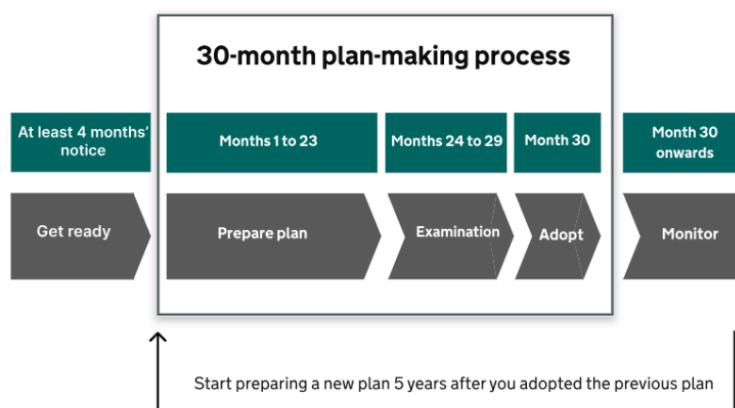 30-month plan-making process
At least 4 months’
notice
Months 1 to 23
Months 24 to 29
Month 30
Month 30
onwards
Get ready
Prepare plan
Examination
Adopt
Monitor
Start preparing a new plan 5 years after you adopted the previous plan